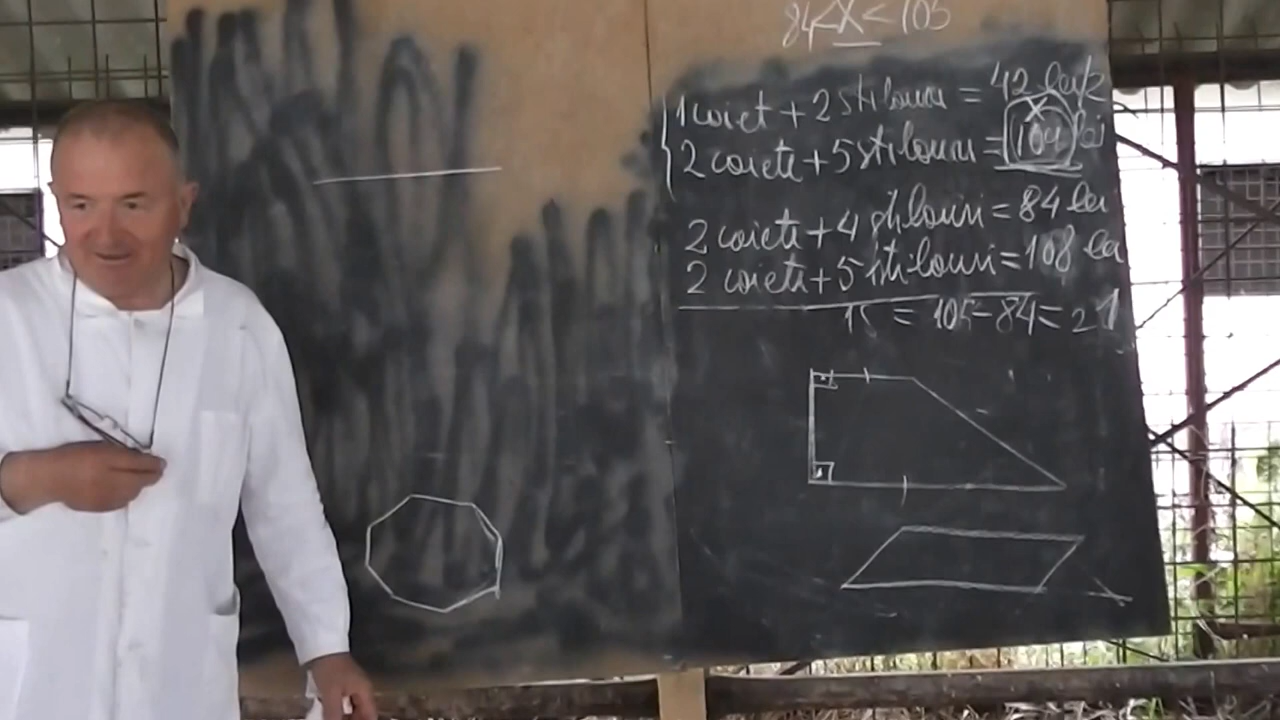 84<X<105
1 caiet + 2 stilouri = 42 lei/2
X
2 caiete + 5 stilouri = 104 lei
2 caiete + 4 stilouri = 84 lei
2 caiete + 5 stilouri = 108 lei
1S = 105-84= 21